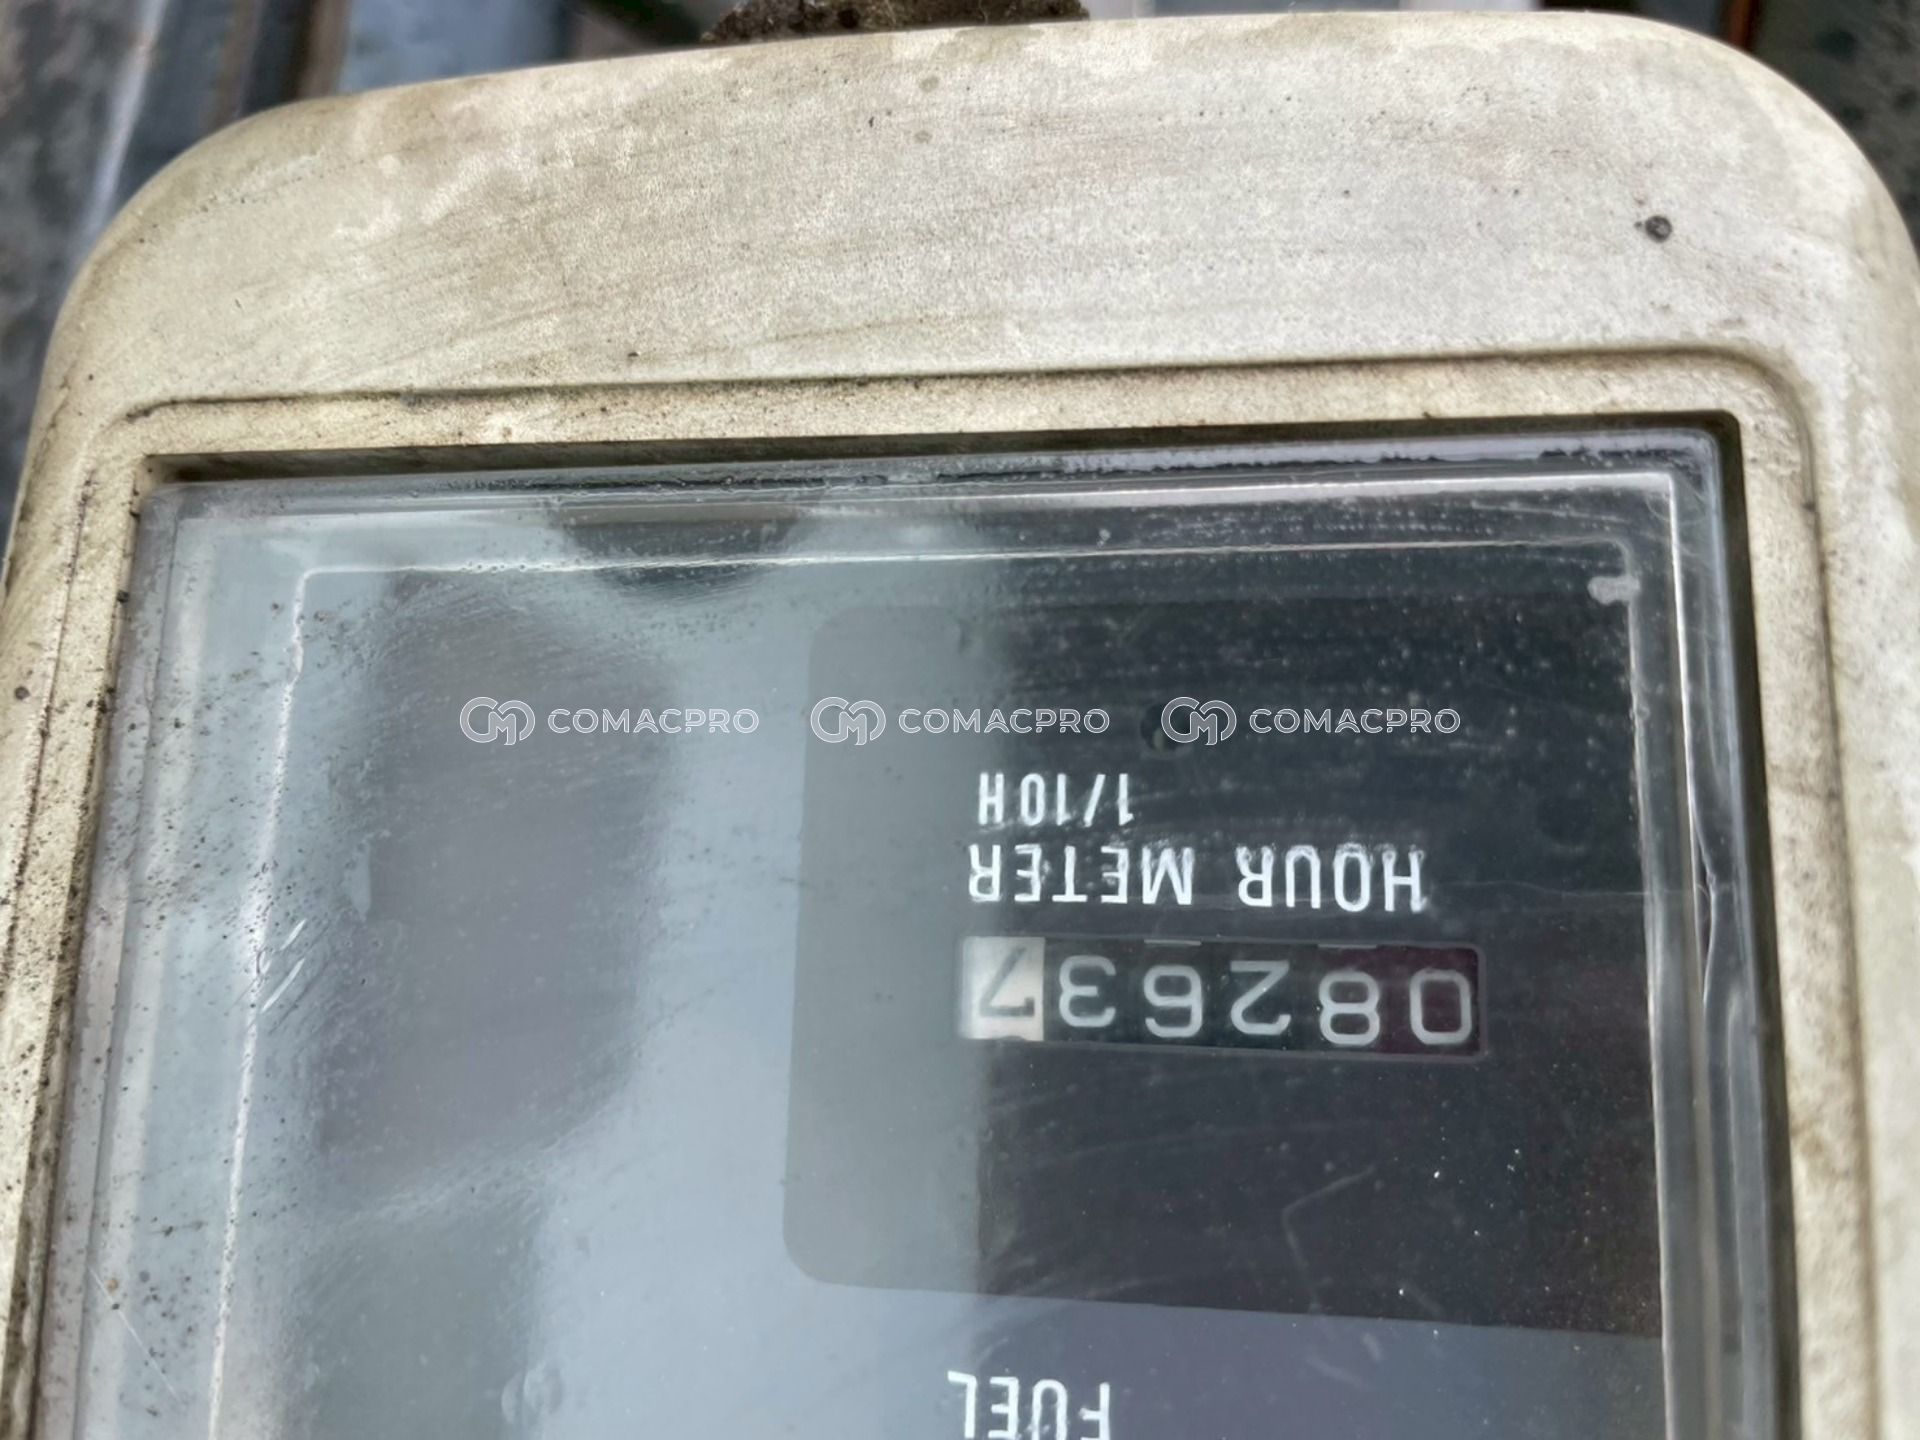 COMACPRO COMACPRO COMACPRO
FUEL
082637
HOUR METER
1/10H